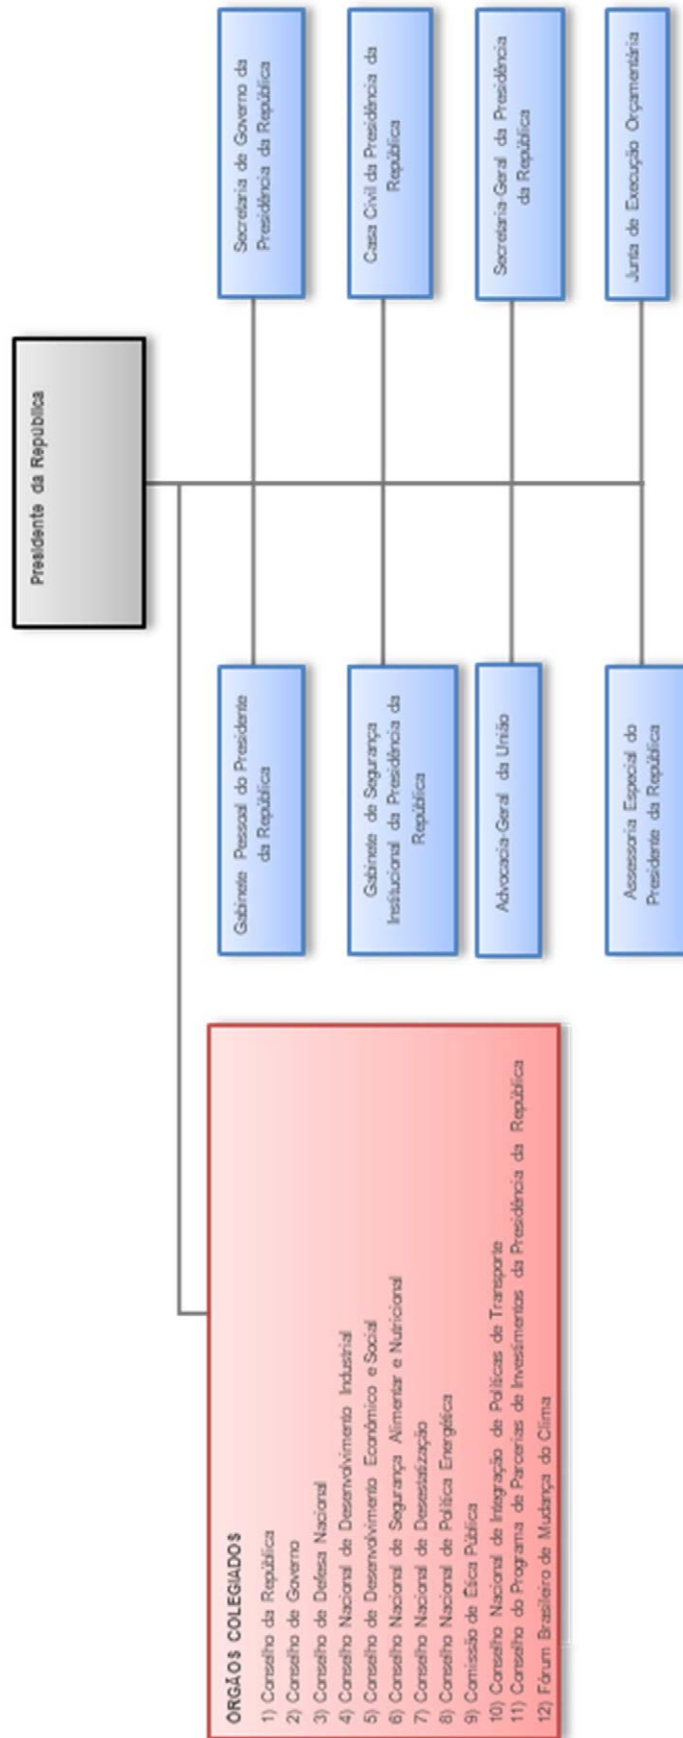 Presidente da República
ÓRGÃOS COLEGIADOS
1) Conselho da República
2) Conselho de Governo
3) Conselho de Defesa Nacional
4) Conselho Nacional de Desenvolvimento Industrial
5) Conselho de Desenvolvimento Econômico e Social
6) Conselho Nacional de Segurança Alimentar e Nutricional
7) Conselho Nacional de Desestatização
8) Conselho Nacional de Política Energética
9) Comissão de Ética Pública
10) Conselho Nacional de Integração de Políticas de Transporte
11) Conselho do Programa de Parcerias de Investimentos da Presidência da República
12) Fórum Brasileiro de Mudança do Clima
Gabinete Pessoal do Presidente
da República
Secretaria de Governo da
Presidência da República
Gabinete de Segurança
Institucional da Presidência da
República
Casa Civil da Presidência da
República
Advocacia-Geral da União
Secretaria-Geral da Presidência
da República
Assessoria Especial do
Presidente da República
Junta de Execução Orçamentária